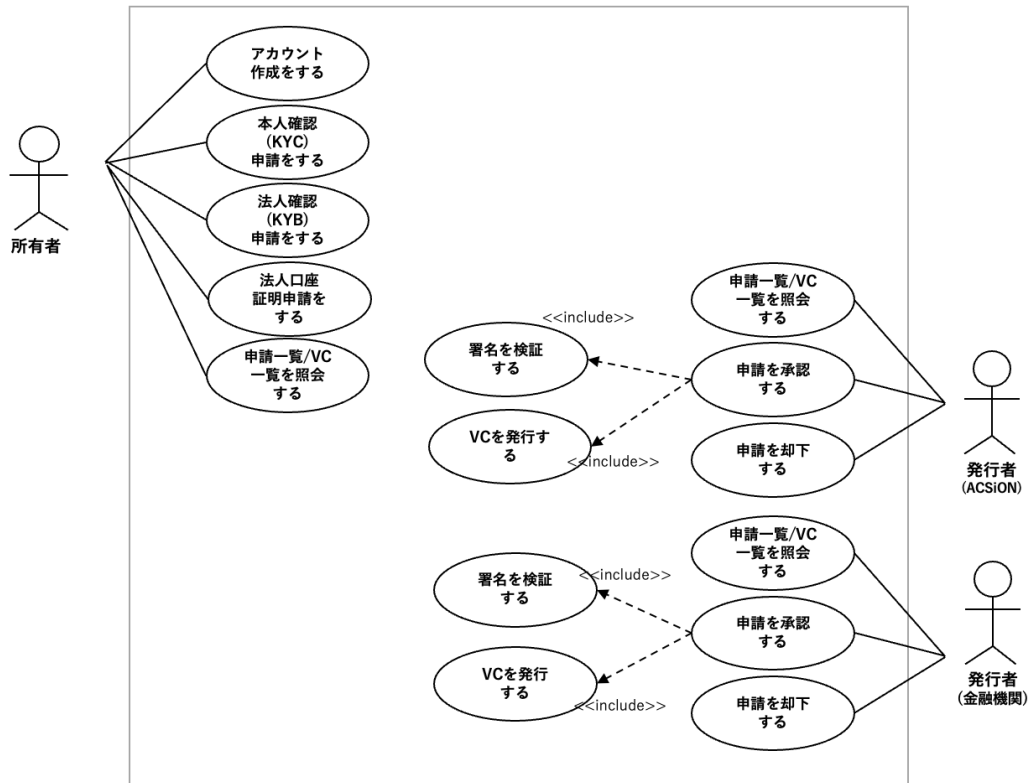 アカウント
作成をする
本人確認
(KYC)
申請をする
法人確認
(KYB)
申請をする
所有者
法人口座
証明申請を
する
申請一覧/VC
一覧を照会
する
申請一覧/VC
一覧を照会
する
<<include>>
署名を検証
する
申請を承認
する
VCを発行す
る
<<include>>
申請を却下
する
発行者
(ACSiON)
申請一覧/VC
一覧を照会
する
署名を検証
する
<<include>>
申請を承認
する
VCを発行
する
<<include>>
申請を却下
する
発行者
(金融機関)